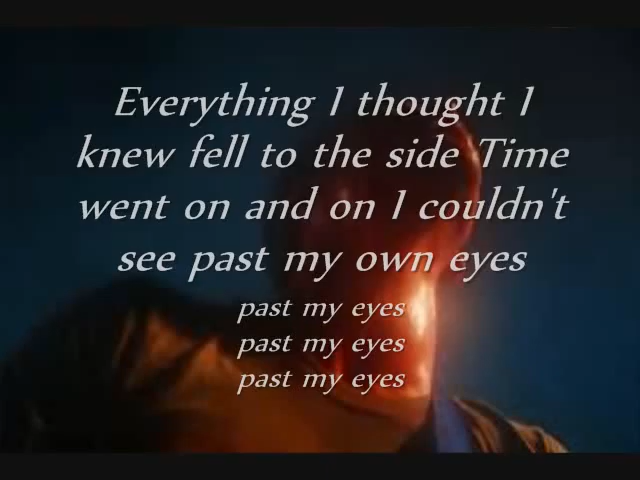 Everything I thought I
knew fell to the side Time
went on and on I couldn't
see past my own eyes
past my eyes
past my eyes
past my eyes